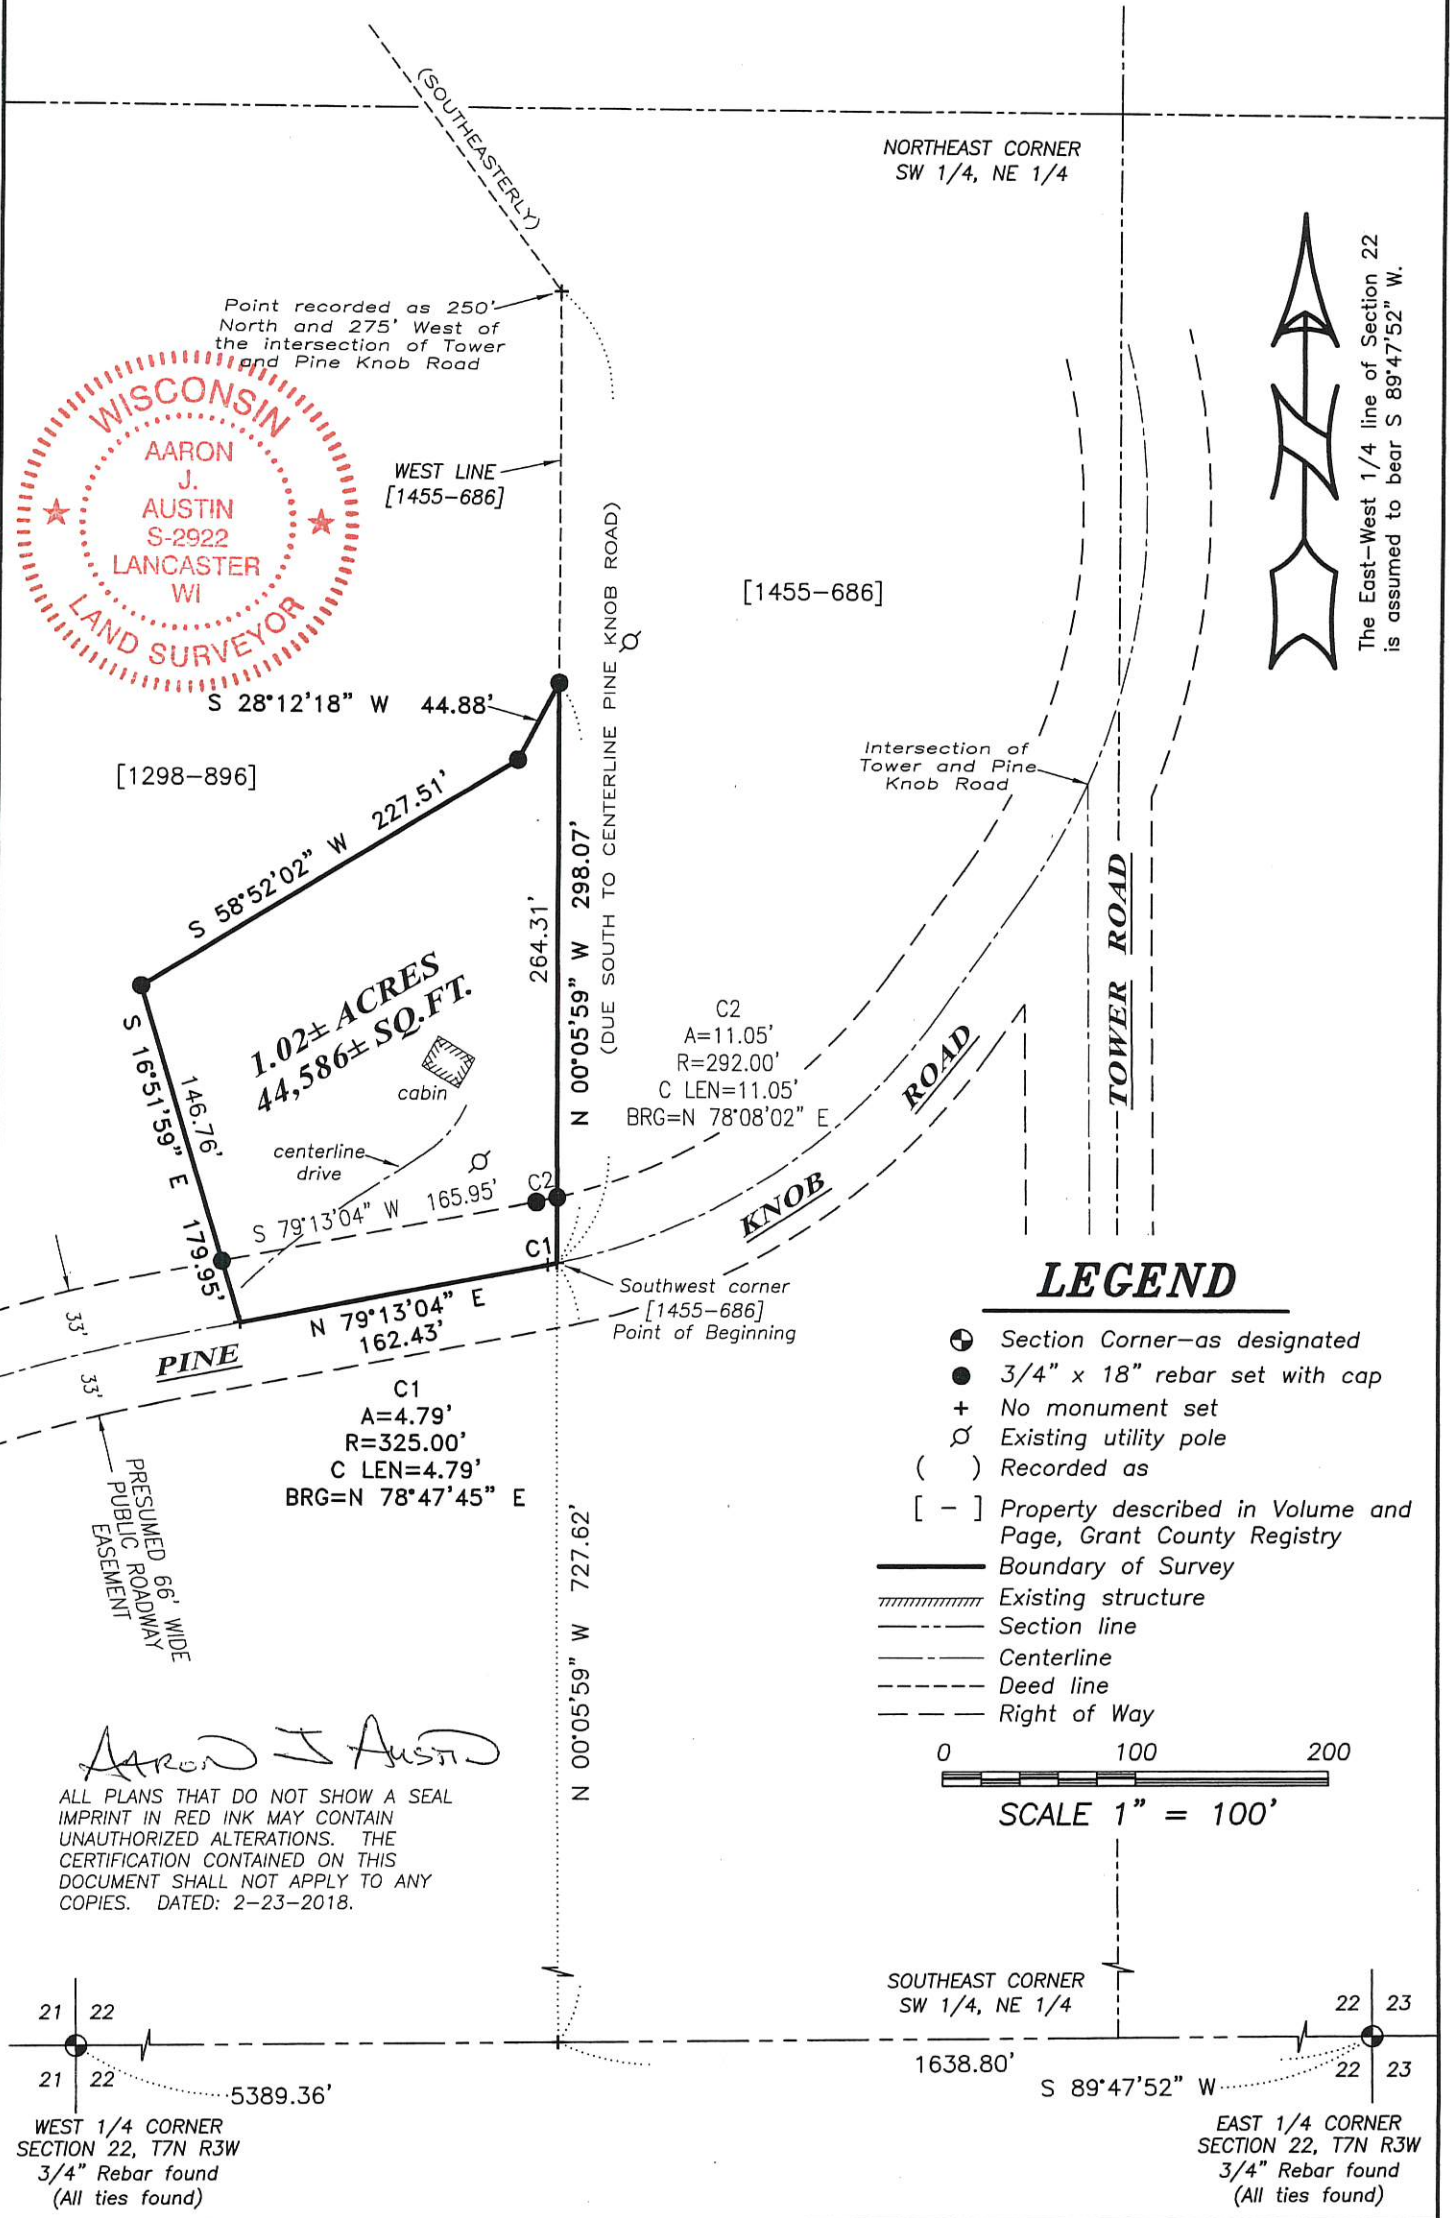 (SOUTHEASTERLY)
NORTHEAST CORNER
SW 1/4, NE 1/4
The East-West 1/4 line of Section 22
is assumed to bear S 89°47'52" W.
Point recorded as 250'
North and 275' West of
the intersection of Tower
and Pine Knob Road
WISCONSIN
AARON
J.
AUSTIN
S-2922
LANCASTER
WI
LAND SURVEYOR
WEST LINE
[1455-686]
[1455-686]
(DUE SOUTH TO CENTERLINE PINE KNOB ROAD)
S 28°12'18" W 44.88'
[1298-896]
S 58°52'02" W 227.51'
Intersection of
Tower and Pine
Knob Road
N 00°05'59" W 298.07'
264.31'
1.02± ACRES
44,586± SQ.FT.
cabin
centerline
drive
S 16°51'59" E 179.95'
146.76'
S 79°13'04" W 165.95'
C2
C2
A=11.05'
R=292.00'
C LEN=11.05'
BRG=N 78°08'02" E
TOWER ROAD
PINE KNOB ROAD
C1
N 79°13'04" E
162.43'
Southwest corner
[1455-686]
Point of Beginning
33'
33'
PRESUMED 66' WIDE
PUBLIC ROADWAY
EASEMENT
C1
A=4.79'
R=325.00'
C LEN=4.79'
BRG=N 78°47'45" E
N 00°05'59" W 727.62'
LEGEND
Section Corner-as designated
3/4" x 18" rebar set with cap
+ No monument set
Existing utility pole
( ) Recorded as
[ - ] Property described in Volume and
Page, Grant County Registry
Boundary of Survey
Existing structure
Section line
Centerline
Deed line
Right of Way
0 100 200
SCALE 1" = 100'
AARON J AUSTIN
ALL PLANS THAT DO NOT SHOW A SEAL
IMPRINT IN RED INK MAY CONTAIN
UNAUTHORIZED ALTERATIONS. THE
CERTIFICATION CONTAINED ON THIS
DOCUMENT SHALL NOT APPLY TO ANY
COPIES. DATED: 2-23-2018.
SOUTHEAST CORNER
SW 1/4, NE 1/4
21 22
21 22
22 23
22 23
5389.36'
1638.80'
S 89°47'52" W
WEST 1/4 CORNER
SECTION 22, T7N R3W
3/4" Rebar found
(All ties found)
EAST 1/4 CORNER
SECTION 22, T7N R3W
3/4" Rebar found
(All ties found)